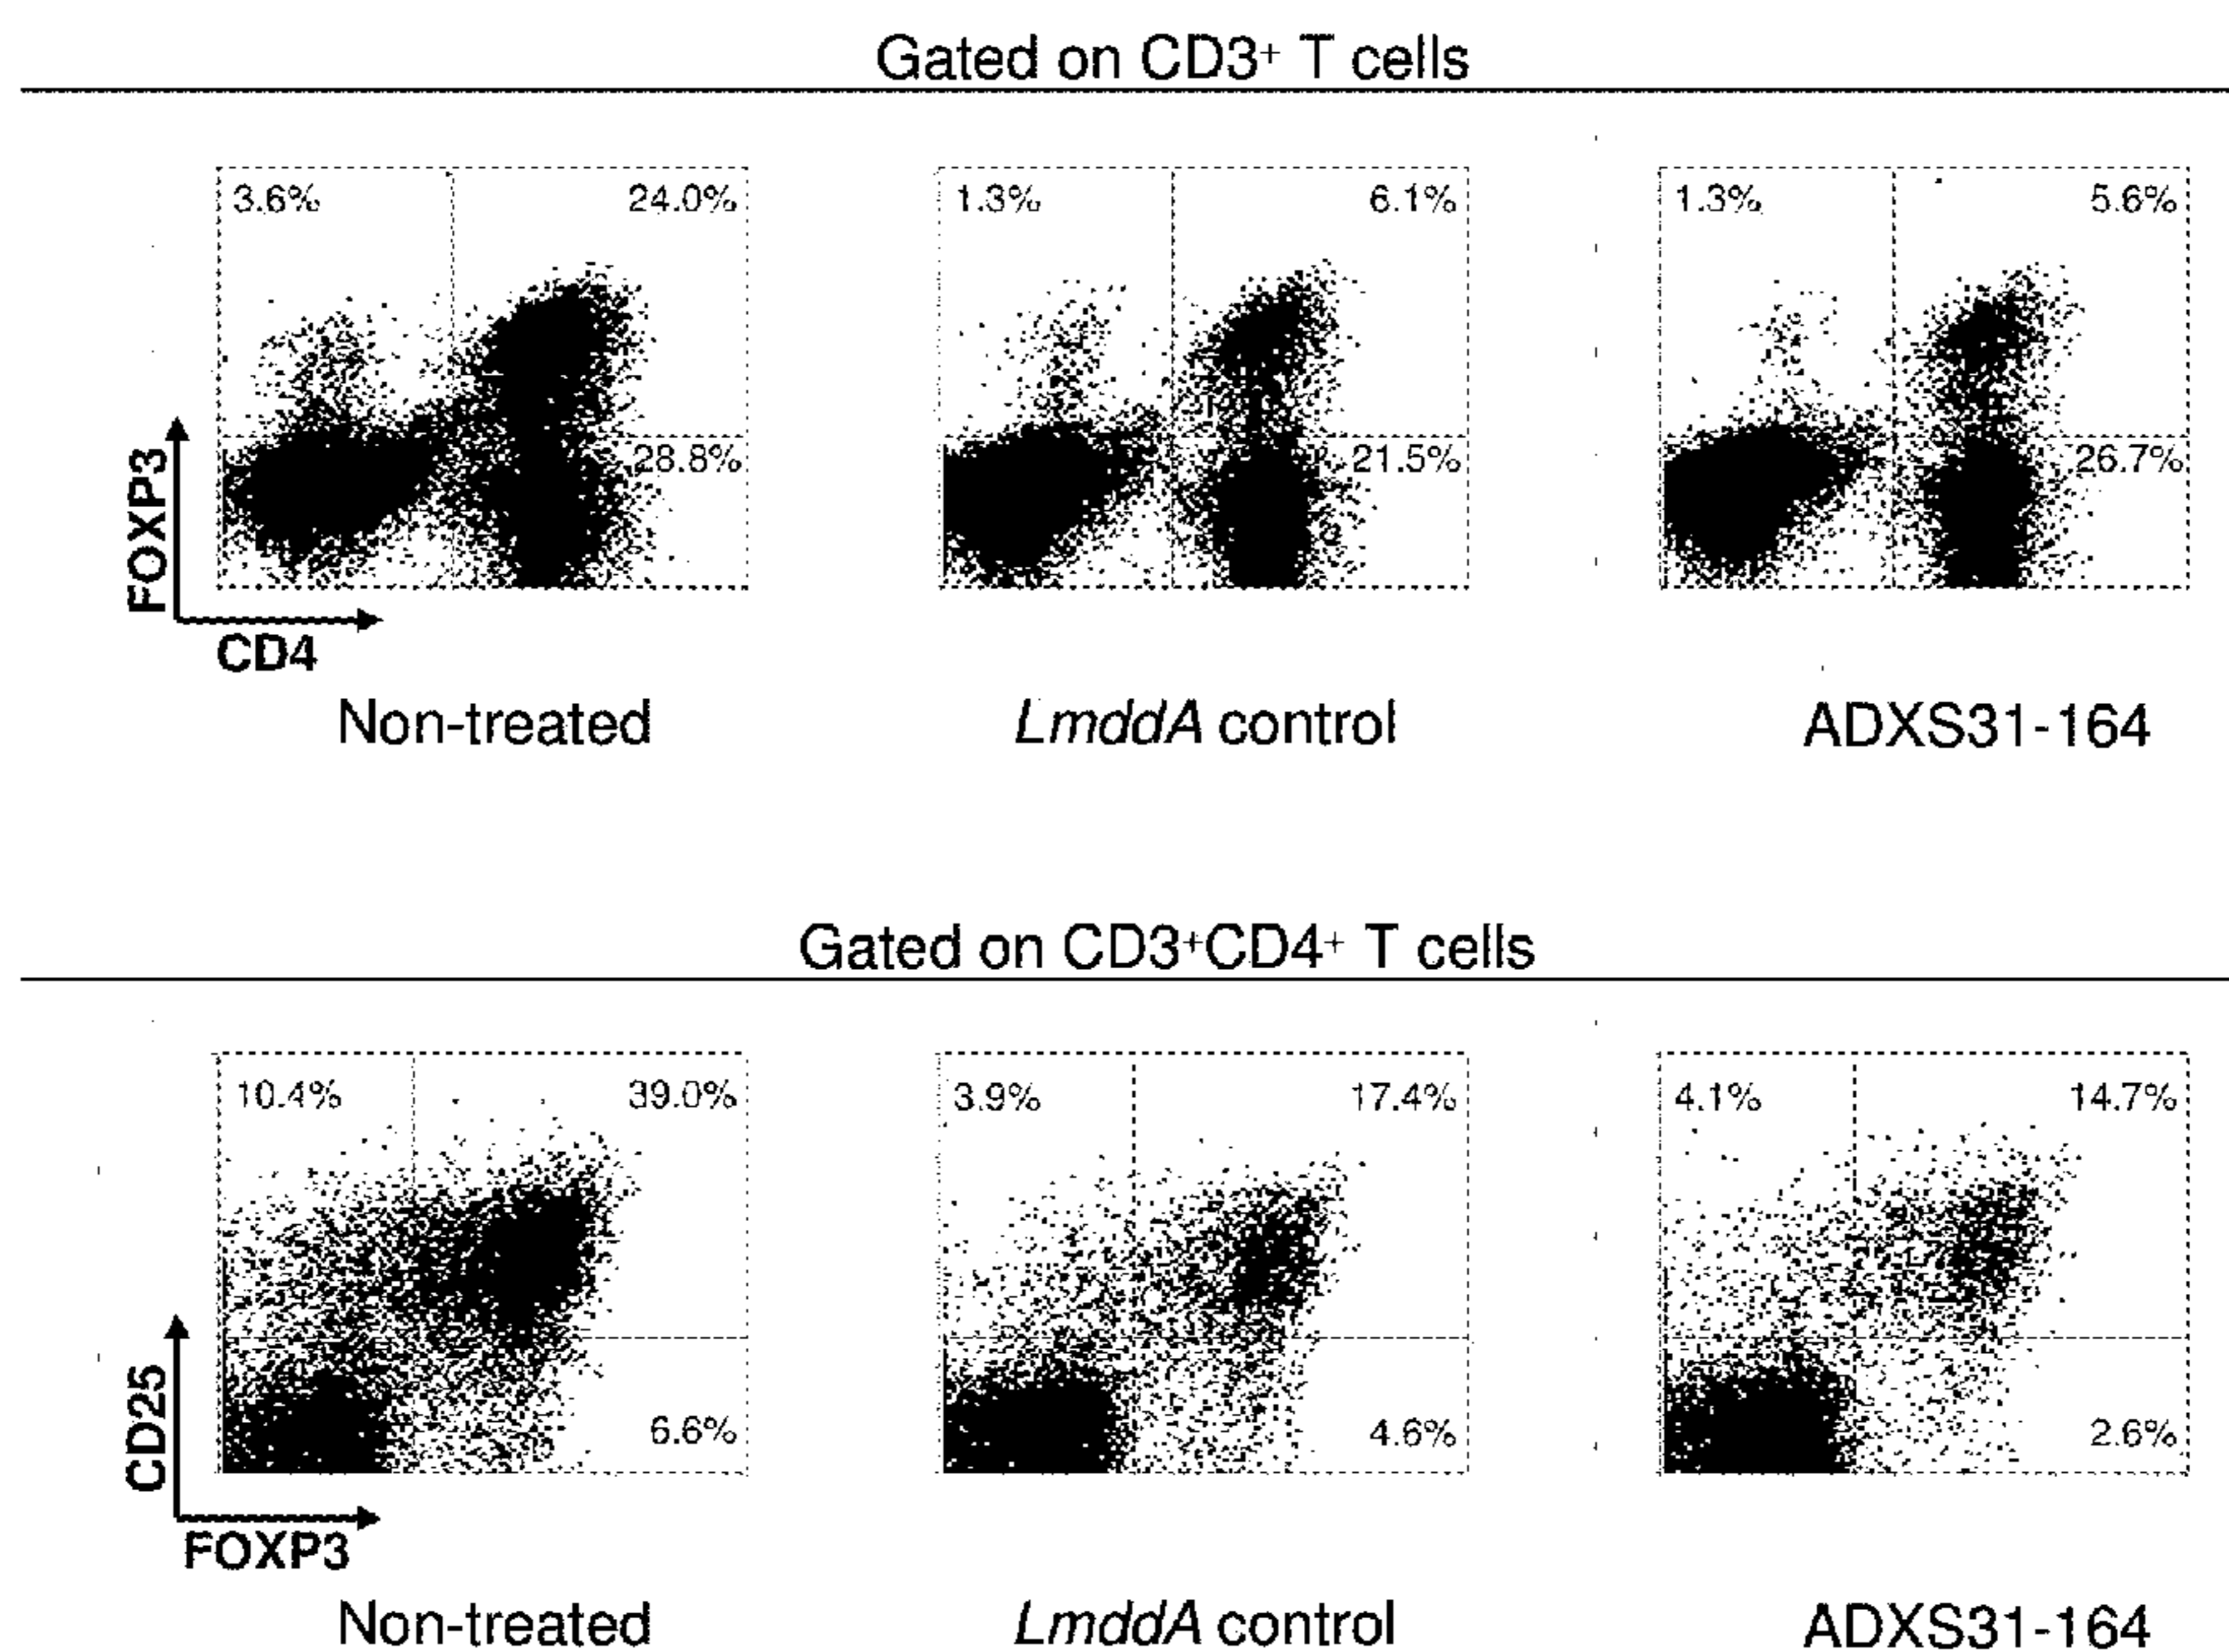 Gated on CD3+ T cells
3.6% 24.0% 1.3% 6.1% 1.3% 5.6%
28.8% 21.5% 26.7%
FOXP3
CD4
Non-treated LmddA control ADXS31-164
Gated on CD3+CD4+ T cells
10.4% 39.0% 3.9% 17.4% 4.1% 14.7%
CD25
6.6% 4.6% 2.6%
FOXP3
Non-treated LmddA control ADXS31-164